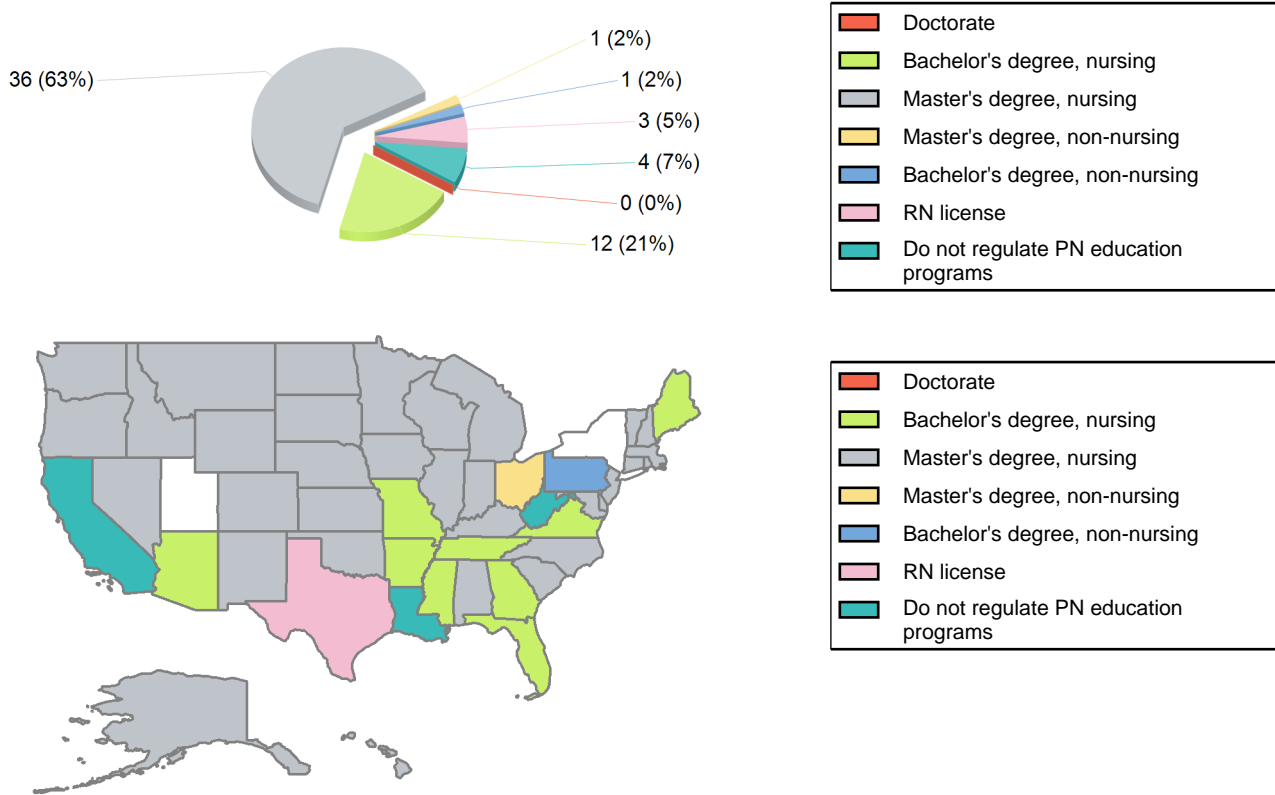 1 (2%)
36 (63%)
1 (2%)
3 (5%)
4 (7%)
0 (0%)
12 (21%)
Doctorate
Bachelor's degree, nursing
Master's degree, nursing
Master's degree, non-nursing
Bachelor's degree, non-nursing
RN license
Do not regulate PN education
programs
Doctorate
Bachelor's degree, nursing
Master's degree, nursing
Master's degree, non-nursing
Bachelor's degree, non-nursing
RN license
Do not regulate PN education
programs